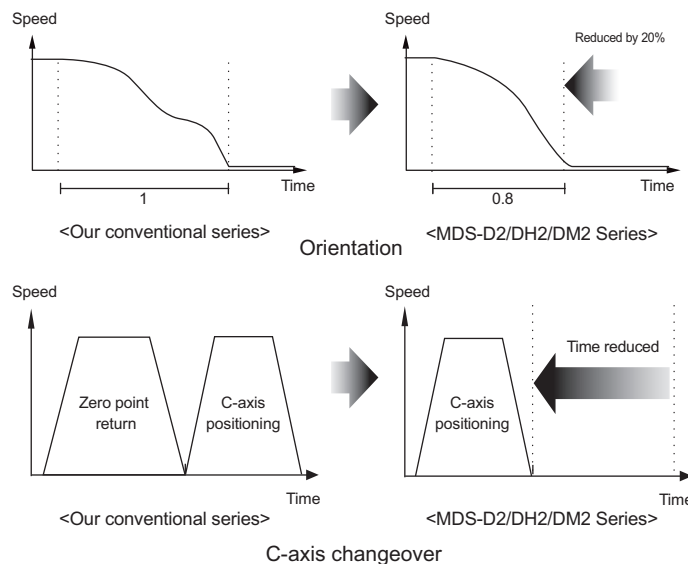 Speed
Time
1
<Our conventional series>
Speed
Reduced by 20%
Time
0.8
<MDS-D2/DH2/DM2 Series>
Orientation
Speed
Zero point
return
C-axis
positioning
Time
<Our conventional series>
Speed
Time reduced
C-axis
positioning
Time
<MDS-D2/DH2/DM2 Series>
C-axis changeover